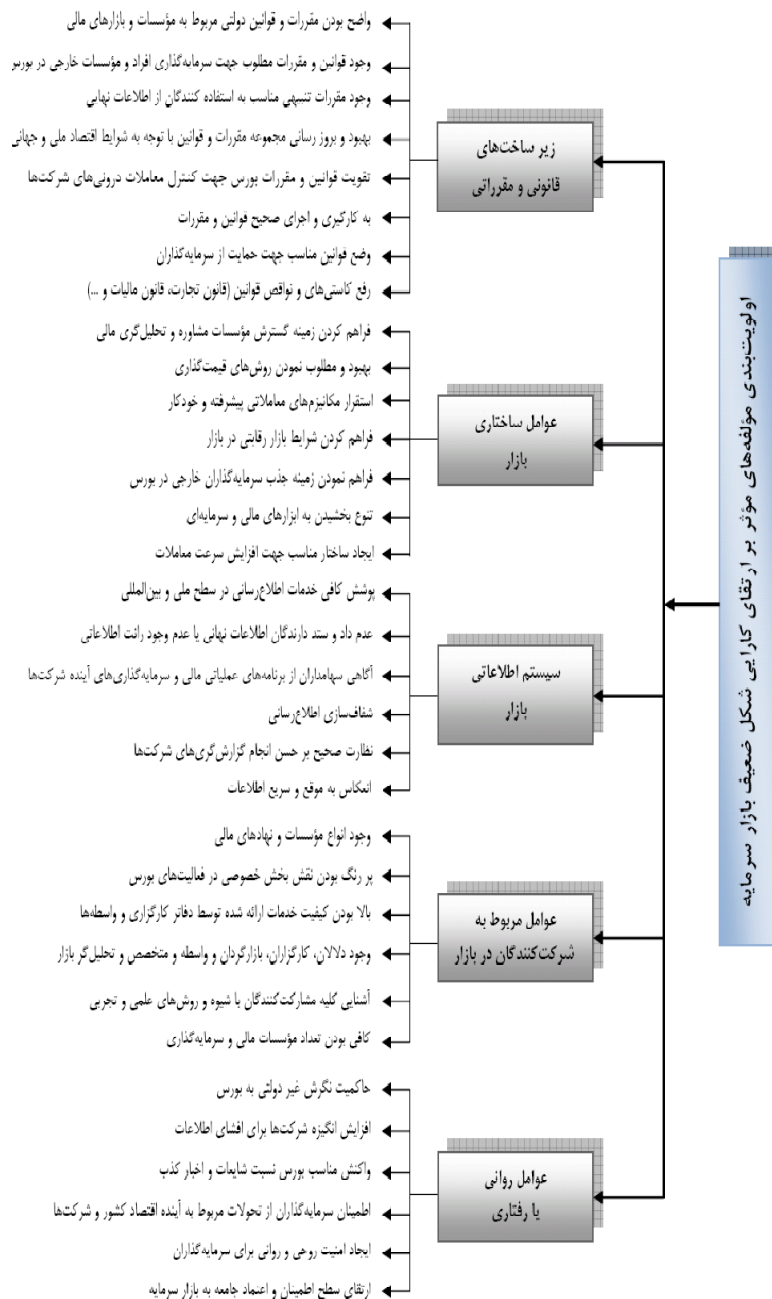 اولویت‌بندی مؤلفه‌های مؤثر بر ارتقای کارایی شکل ضعیف بازار سرمایه
زیر ساخت‌های
قانونی و مقرراتی
واضح بودن مقررات و قوانین دولتی مربوط به مؤسسات و بازارهای مالی
وجود قوانین و مقررات مطلوب جهت سرمایه‌گذاری افراد و مؤسسات خارجی در بورس
وجود مقررات تنبیهی مناسب به استفاده کنندگان از اطلاعات نهایی
بهبود و بروز رسانی مجموعه مقررات و قوانین با توجه به شرایط اقتصاد ملی و جهانی
تقویت قوانین و مقررات بورس جهت کنترل معاملات درونی‌های شرکت‌ها
به کارگیری و اجرای صحیح قوانین و مقررات
وضع قوانین مناسب جهت حمایت از سرمایه‌گذاران
رفع کاستی‌های و نواقص قوانین (قانون تجارت، قانون مالیات و ...)
عوامل ساختاری
بازار
فراهم کردن زمینه گسترش مؤسسات مشاوره و تحلیل‌گری مالی
بهبود و مطلوب نمودن روش‌های قیمت‌گذاری
استقرار مکانیزم‌های معاملاتی پیشرفته و خودکار
فراهم کردن شرایط بازار رقابتی در بازار
فراهم نمودن زمینه جذب سرمایه‌گذاران خارجی در بورس
تنوع بخشیدن به ابزارهای مالی و سرمایه‌ای
ایجاد ساختار مناسب جهت افزایش سرعت معاملات
سیستم اطلاعاتی
بازار
پوشش کافی خدمات اطلاع‌رسانی در سطح ملی و بین‌المللی
عدم داد و ستد دارندگان اطلاعات نهانی یا عدم وجود رانت اطلاعاتی
آگاهی سهامداران از برنامه‌های عملیاتی مالی و سرمایه‌گذاری‌های آینده شرکت‌ها
شفاف‌سازی اطلاع‌رسانی
نظارت صحیح بر حسن انجام گزارش‌گری‌های شرکت‌ها
انعکاس به موقع و سریع اطلاعات
عوامل مربوط به
شرکت‌کنندگان در بازار
وجود انواع مؤسسات و نهادهای مالی
پر رنگ بودن نقش بخش خصوصی در فعالیت‌های بورس
بالا بودن کیفیت خدمات ارائه شده توسط دفاتر کارگزاری و واسطه‌ها
وجود دلالان، کارگزاران، بازارگردان و واسطه و متخصص و تحلیل‌گر بازار
آشنایی کلیه مشارکت‌کنندگان با شیوه و روش‌های علمی و تجربی
کافی بودن تعداد مؤسسات مالی و سرمایه‌گذاری
عوامل روانی
یا رفتاری
حاکمیت نگرش غیر دولتی به بورس
افزایش انگیزه شرکت‌ها برای افشای اطلاعات
واکنش مناسب بورس نسبت شایعات و اخبار کذب
اطمینان سرمایه‌گذاران از تحولات مربوط به آینده اقتصاد کشور و شرکت‌ها
ایجاد امنیت روحی و روانی برای سرمایه‌گذاران
ارتقای سطح اطمینان و اعتماد جامعه به بازار سرمایه